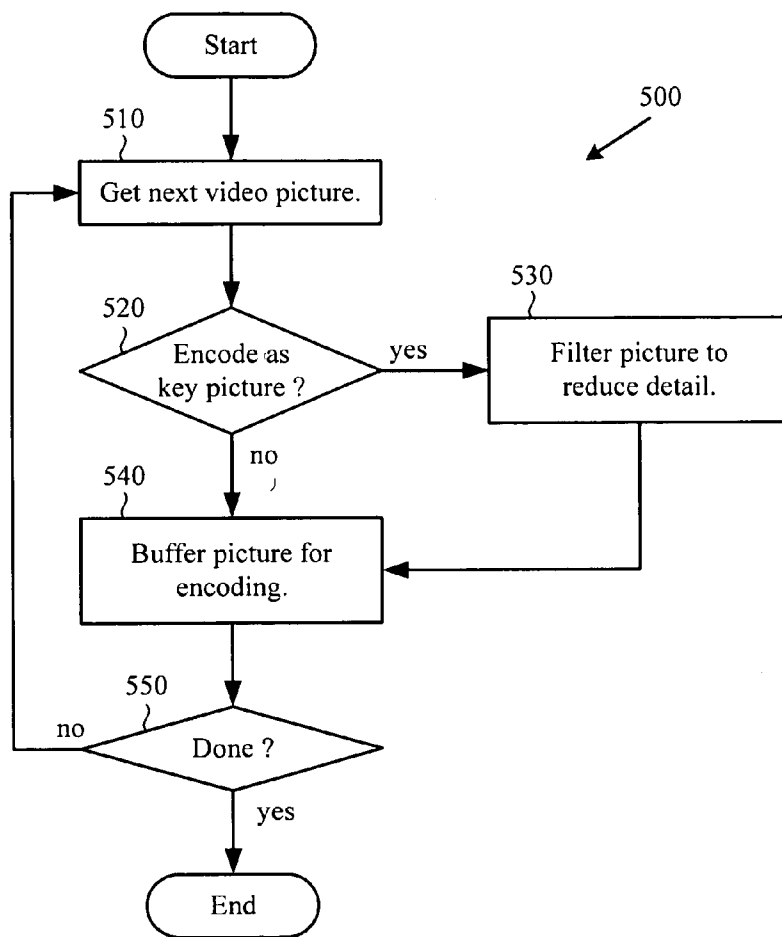 Start
500
510
Get next video picture.
520
Encode as
key picture ?
yes
530
Filter picture to
reduce detail.
no
540
Buffer picture for
encoding.
550
no
Done ?
yes
End